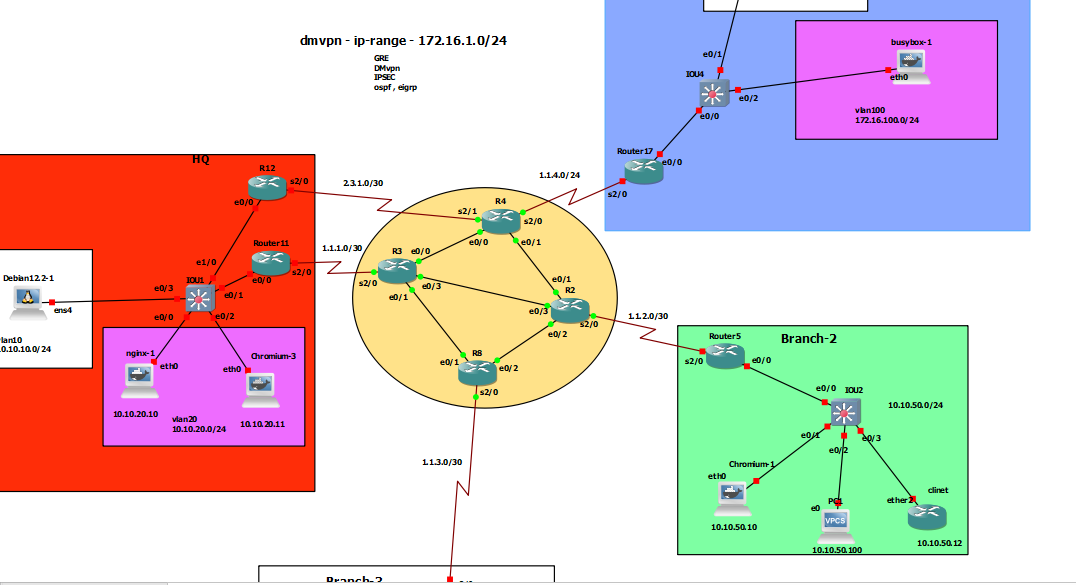 dmvpn - ip-range - 172.16.1.0/24
GRE
DMvpn
IPSEC
ospf , eigrp
e0/1
IOU4
e0/0
e0/2
busybox-1
eth0
vlan100
172.16.100.0/24
Router17
e0/0
s2/0
1.1.4.0/24
HQ
R12
s2/0
e0/0
2.3.1.0/30
Router11
s2/0
e0/0
1.1.1.0/30
e1/0
IOU1
e0/3
e0/1
e0/0
e0/2
Debian12.2-1
ens4
nginx-1
eth0
10.10.20.10
Chromium-3
eth0
10.10.20.11
vlan20
10.10.20.0/24
R4
s2/1
s2/0
e0/0
e0/1
R3
e0/0
s2/0
e0/3
e0/1
R2
e0/1
e0/3
s2/0
e0/2
R8
e0/1
e0/2
s2/0
1.1.2.0/30
1.1.3.0/30
Branch-2
Router5
s2/0
e0/0
e0/0
IOU2
10.10.50.0/24
e0/1
e0/2
e0/3
Chromium-1
eth0
10.10.50.10
PC1
e0
VPCS
10.10.50.100
clinet
10.10.50.12